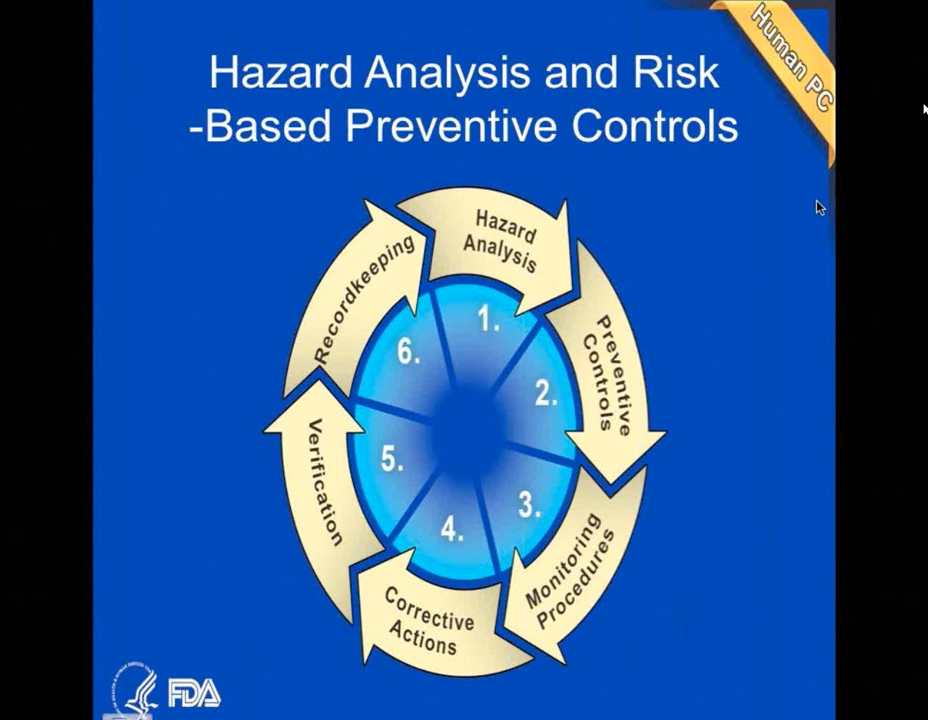 Human PC
Hazard Analysis and Risk
-Based Preventive Controls
Hazard
Analysis
1.
Preventive
Controls
2.
Monitoring
Procedures
3.
Corrective
Actions
4.
Verification
5.
Recordkeeping
6.
FDA